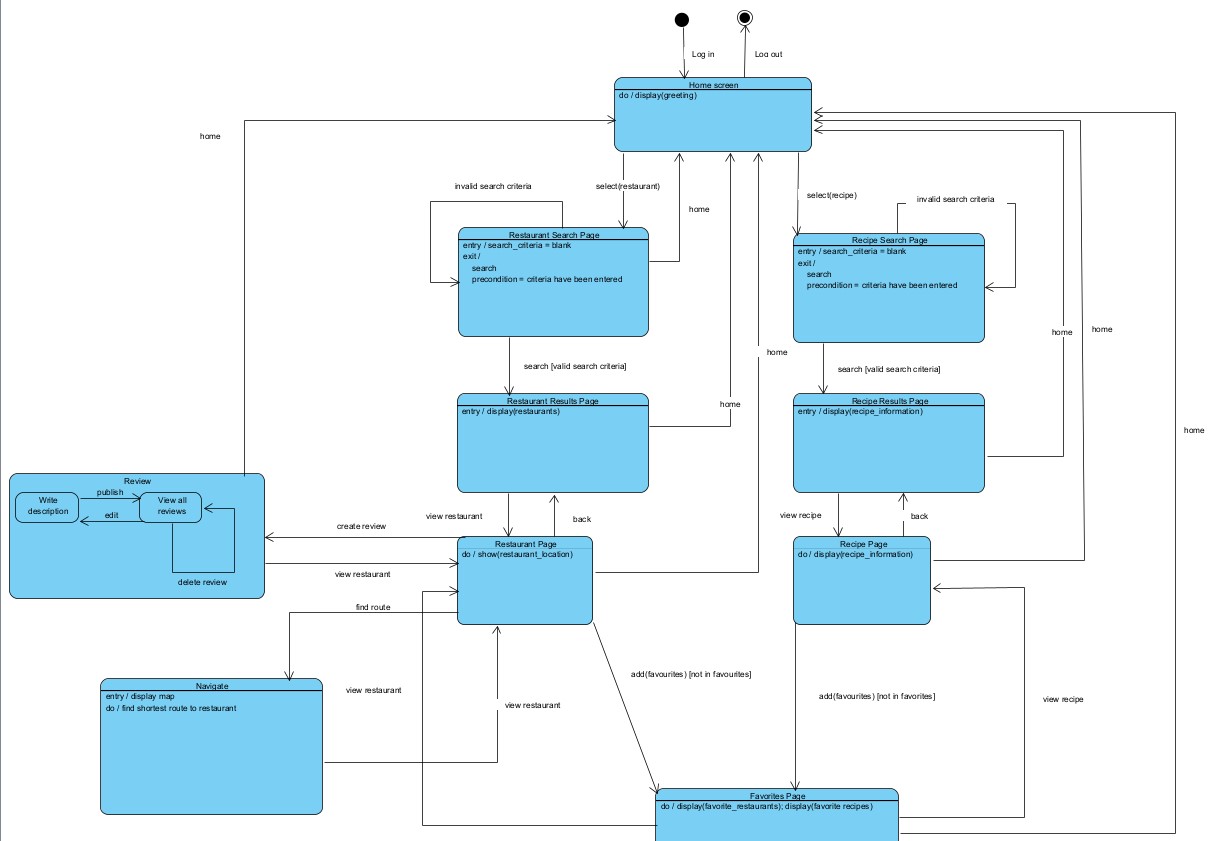 Log in
Log out
Home screen
do / display(greeting)
home
invalid search criteria
select(restaurant)
home
select(recipe)
invalid search criteria
Restaurant Search Page
entry / search_criteria = blank
exit /
search
precondition = criteria have been entered
Recipe Search Page
entry / search_criteria = blank
exit /
search
precondition = criteria have been entered
home
home
home
search [valid search criteria]
search [valid search criteria]
Restaurant Results Page
entry / display(restaurants)
home
Recipe Results Page
entry / display(recipe_information)
home
Review
Write
description
publish
edit
View all
reviews
delete review
create review
view restaurant
view restaurant
back
view recipe
back
Restaurant Page
do / show(restaurant_location)
Recipe Page
do / display(recipe_information)
find route
Navigate
entry / display map
do / find shortest route to restaurant
view restaurant
view restaurant
add(favourites) [not in favourites]
add(favourites) [not in favorites]
view recipe
Favorites Page
do / display(favorite_restaurants); display(favorite recipes)